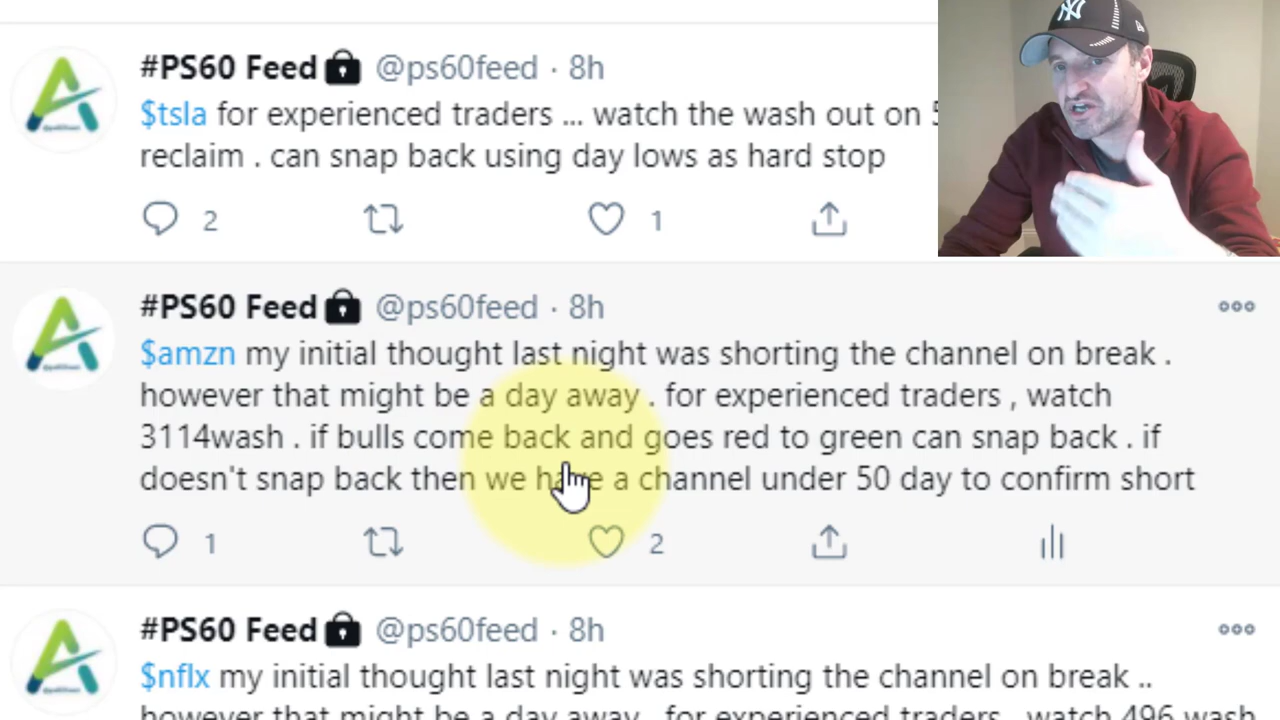 #PS60 Feed @ps60feed · 8h
$tsla for experienced traders ... watch the wash out on 5
reclaim . can snap back using day lows as hard stop
2 1
#PS60 Feed @ps60feed · 8h
$amzn my initial thought last night was shorting the channel on break .
however that might be a day away . for experienced traders , watch
3114wash . if bulls come back and goes red to green can snap back . if
doesn't snap back then we have a channel under 50 day to confirm short
1 2
#PS60 Feed @ps60feed · 8h
$nflx my initial thought last night was shorting the channel on break ..
however that might be a day away . for experienced traders , watch 496 wash